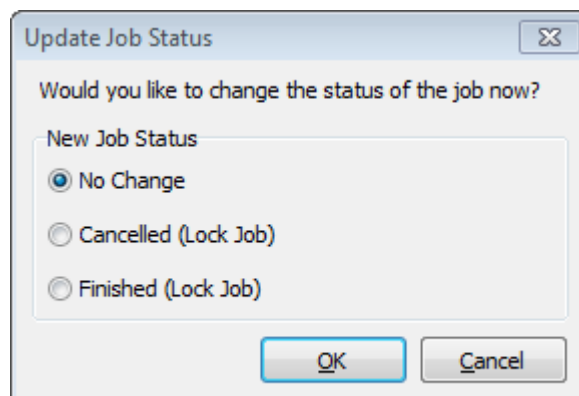 Update Job Status
Would you like to change the status of the job now?
New Job Status
No Change
Cancelled (Lock Job)
Finished (Lock Job)
OK Cancel